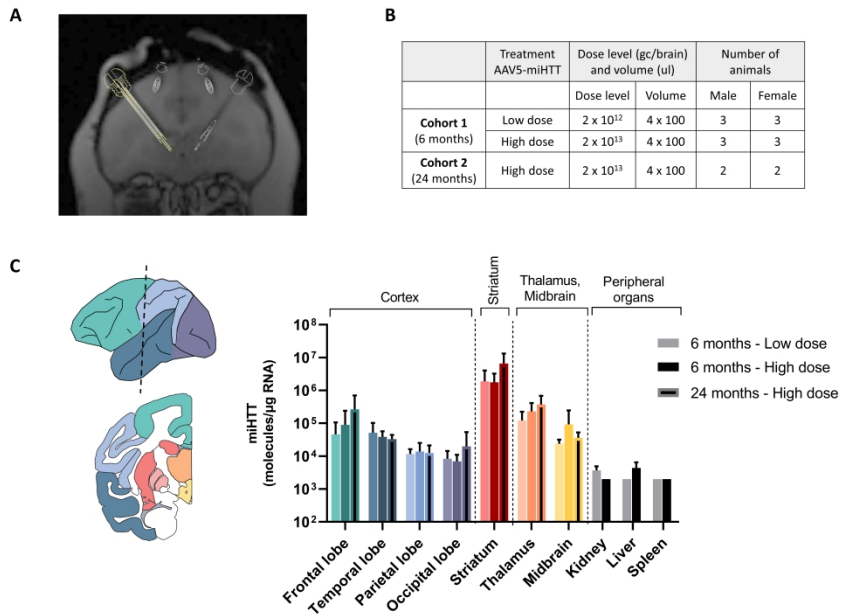 A
B
Treatment AAV5-miHTT
Dose level (gc/brain) and volume (ul)
Number of animals
Dose level
Volume
Male
Female
Cohort 1 (6 months)
Low dose
2 x 10¹²
4 x 100
3
3
High dose
2 x 10¹³
4 x 100
3
3
Cohort 2 (24 months)
High dose
2 x 10¹³
4 x 100
2
2
C
Cortex
Striatum
Thalamus, Midbrain
Peripheral organs
miHTT
(molecules/µg RNA)
10⁸
10⁷
10⁶
10⁵
10⁴
10³
10²
6 months - Low dose
6 months - High dose
24 months - High dose
Frontal lobe
Temporal lobe
Parietal lobe
Occipital lobe
Striatum
Thalamus
Midbrain
Kidney
Liver
Spleen